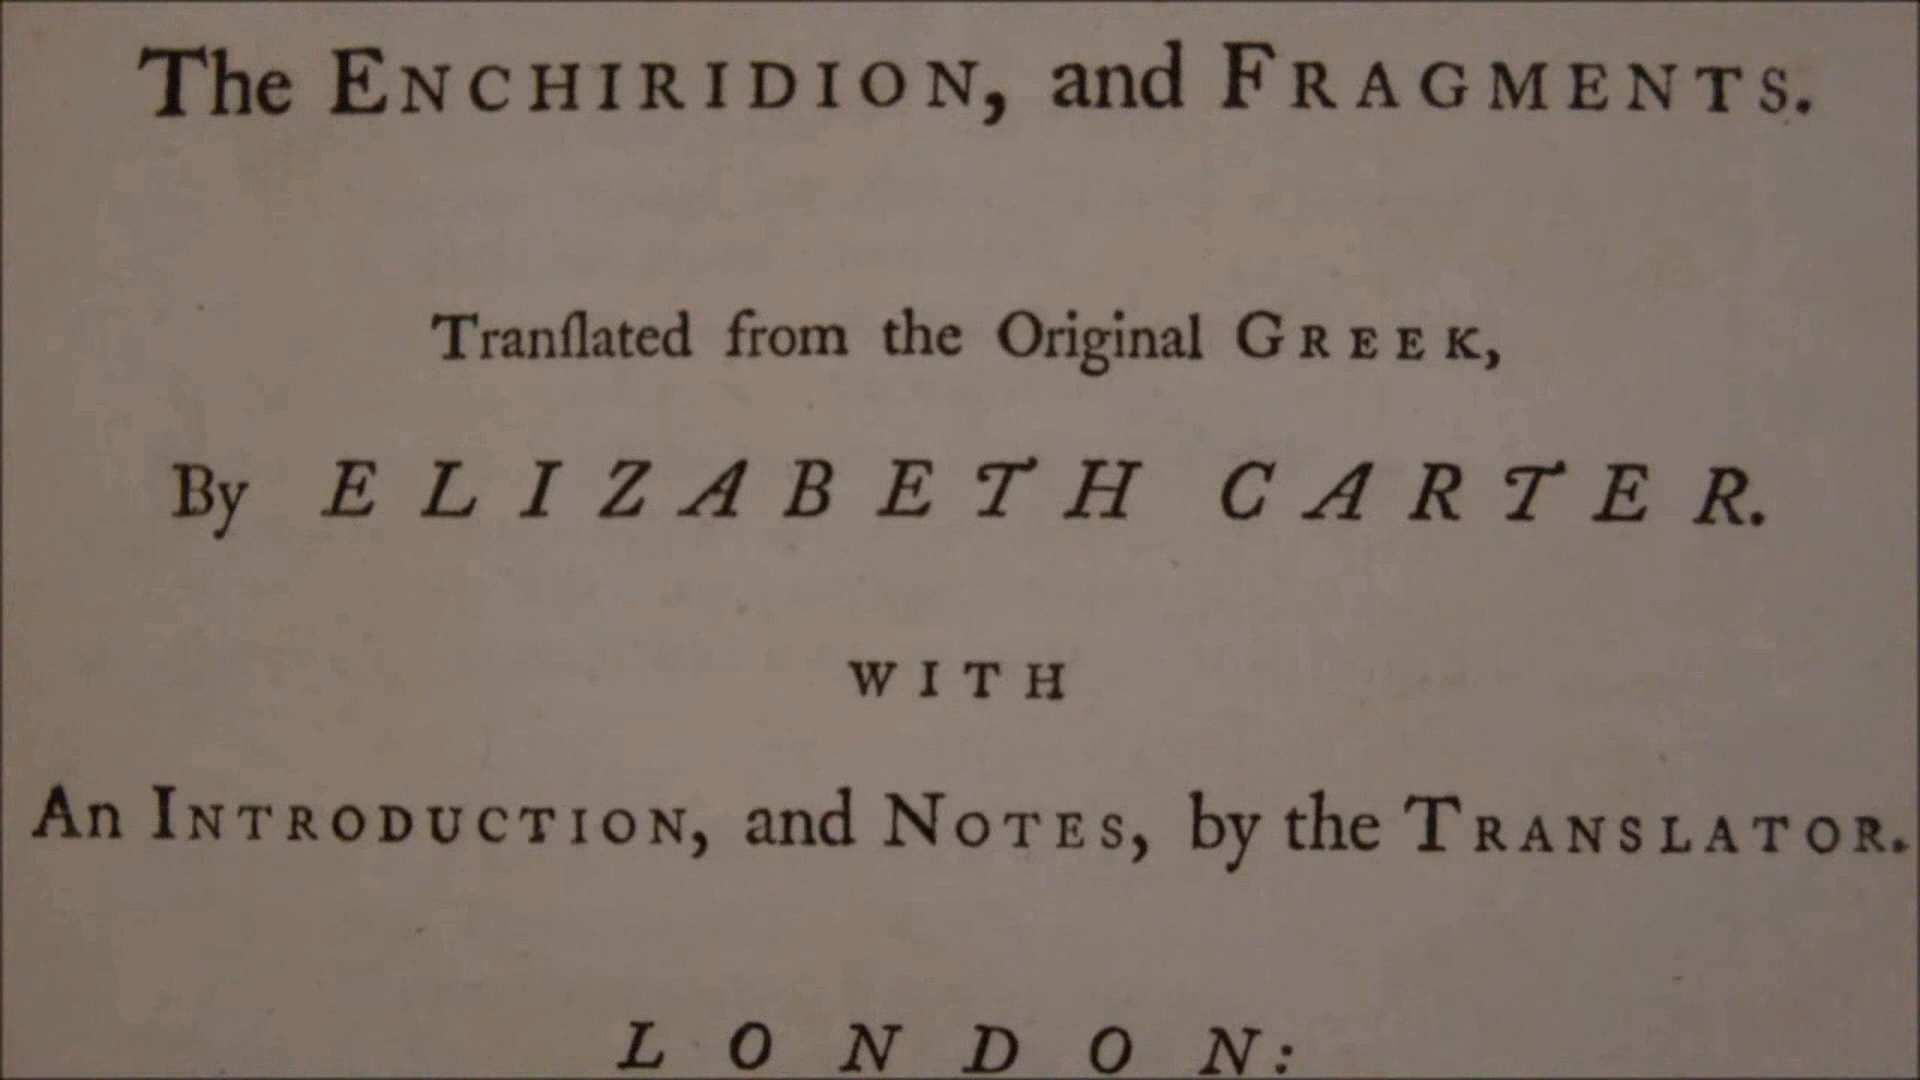 The ENCHIRIDION, and FRAGMENTS.
Tranſlated from the Original GREEK,
By ELIZABETH CARTER.
WITH
An INTRODUCTION, and NOTES, by the TRANSLATOR.
LONDON: